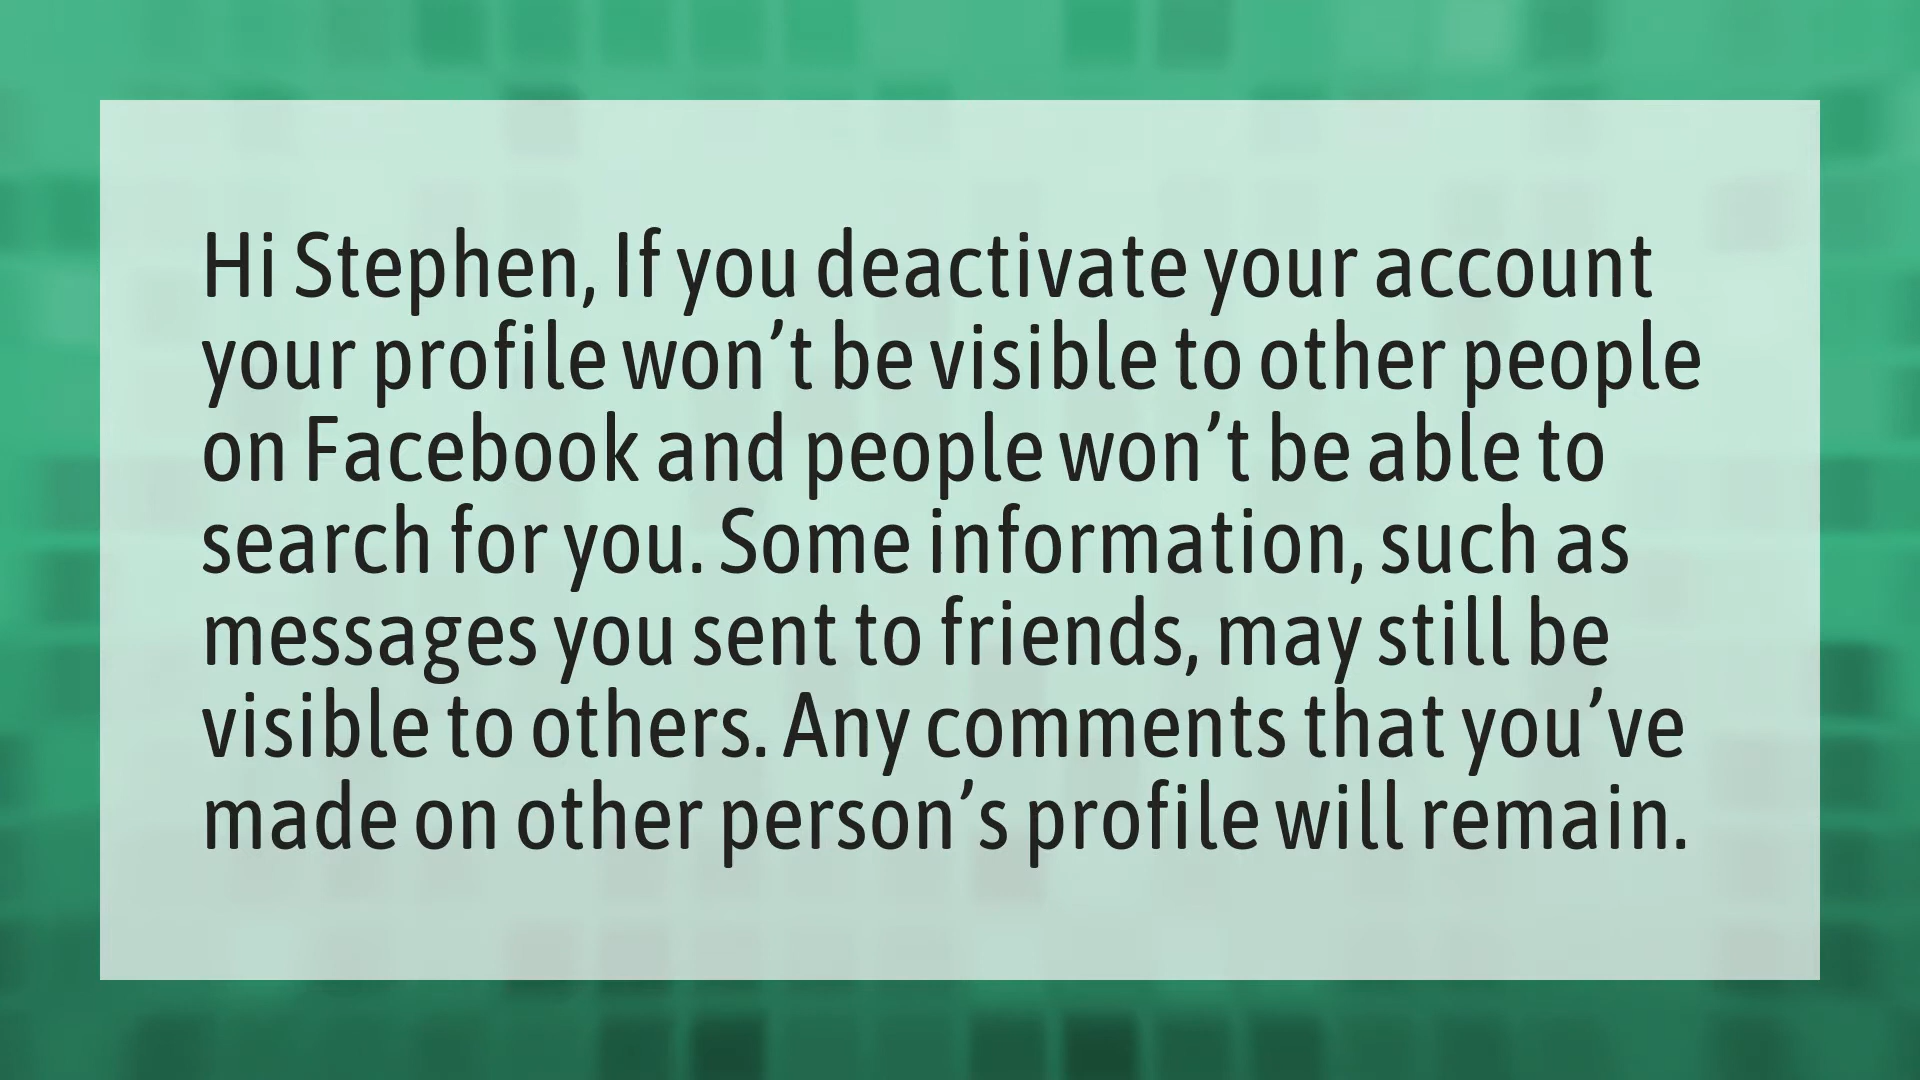 Hi Stephen, If you deactivate your account
your profile won’t be visible to other people
on Facebook and people won’t be able to
search for you. Some information, such as
messages you sent to friends, may still be
visible to others. Any comments that you’ve
made on other person’s profile will remain.